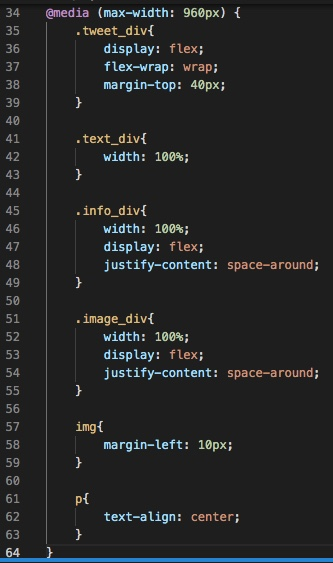 34 @media (max-width: 960px) {
35     .tweet_div{
36         display: flex;
37         flex-wrap: wrap;
38         margin-top: 40px;
39     }
40
41     .text_div{
42         width: 100%;
43     }
44
45     .info_div{
46         width: 100%;
47         display: flex;
48         justify-content: space-around;
49     }
50
51     .image_div{
52         width: 100%;
53         display: flex;
54         justify-content: space-around;
55     }
56
57     img{
58         margin-left: 10px;
59     }
60
61     p{
62         text-align: center;
63     }
64 }